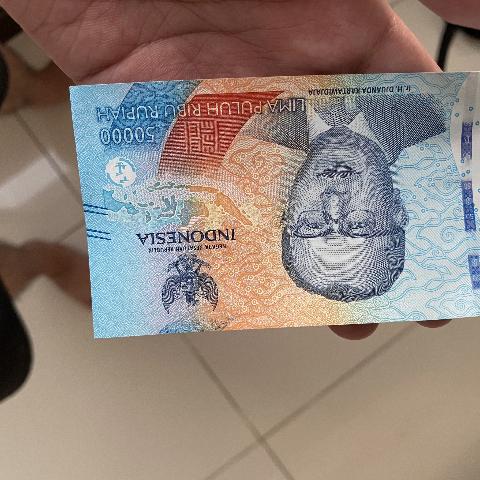 NEGARA KESATUAN REPUBLIK
INDONESIA
50000
LIMA PULUH RIBU RUPIAH
Ir. H. DJUANDA KARTAWIDJAJA